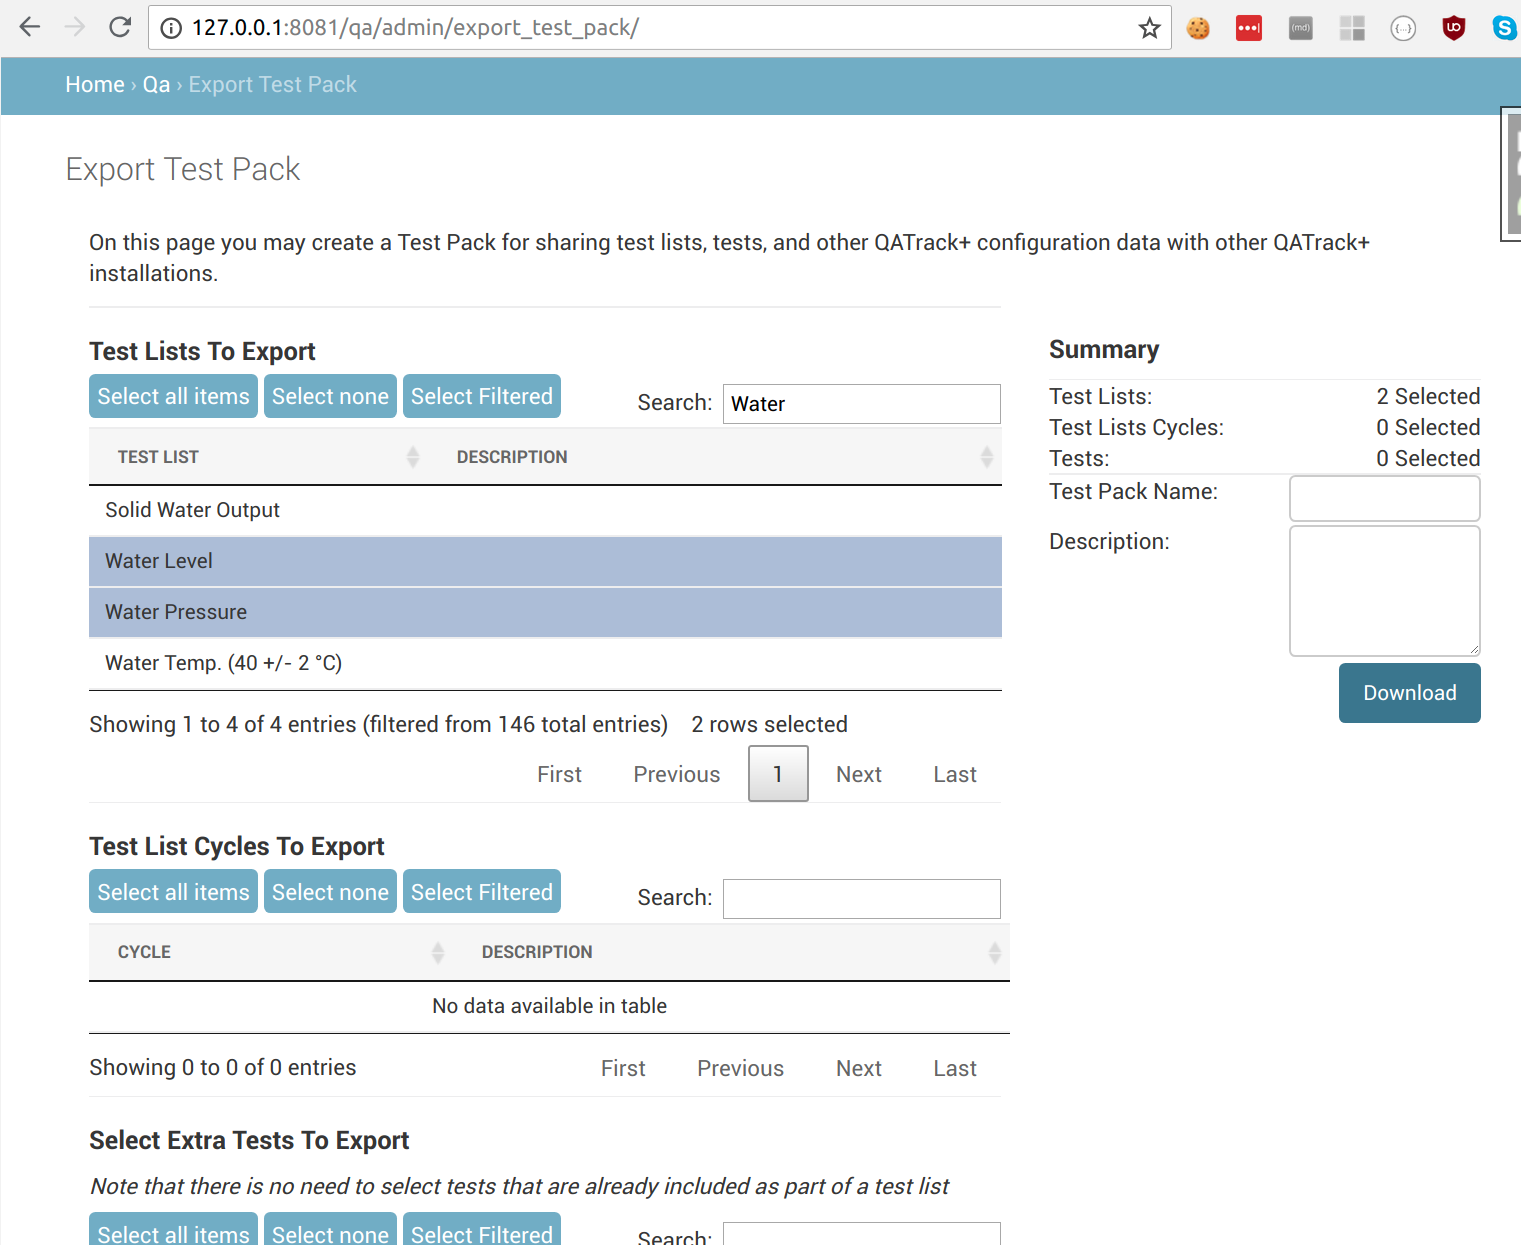 127.0.0.1:8081/qa/admin/export_test_pack/
Home › Qa › Export Test Pack
Export Test Pack
On this page you may create a Test Pack for sharing test lists, tests, and other QATrack+ configuration data with other QATrack+
installations.
Test Lists To Export
Select all items Select none Select Filtered Search: Water
TEST LIST DESCRIPTION
Solid Water Output
Water Level
Water Pressure
Water Temp. (40 +/- 2 °C)
Showing 1 to 4 of 4 entries (filtered from 146 total entries) 2 rows selected
First Previous 1 Next Last
Summary
Test Lists: 2 Selected
Test Lists Cycles: 0 Selected
Tests: 0 Selected
Test Pack Name:
Description:
Download
Test List Cycles To Export
Select all items Select none Select Filtered Search:
CYCLE DESCRIPTION
No data available in table
Showing 0 to 0 of 0 entries First Previous Next Last
Select Extra Tests To Export
Note that there is no need to select tests that are already included as part of a test list
Select all items Select none Select Filtered Search: